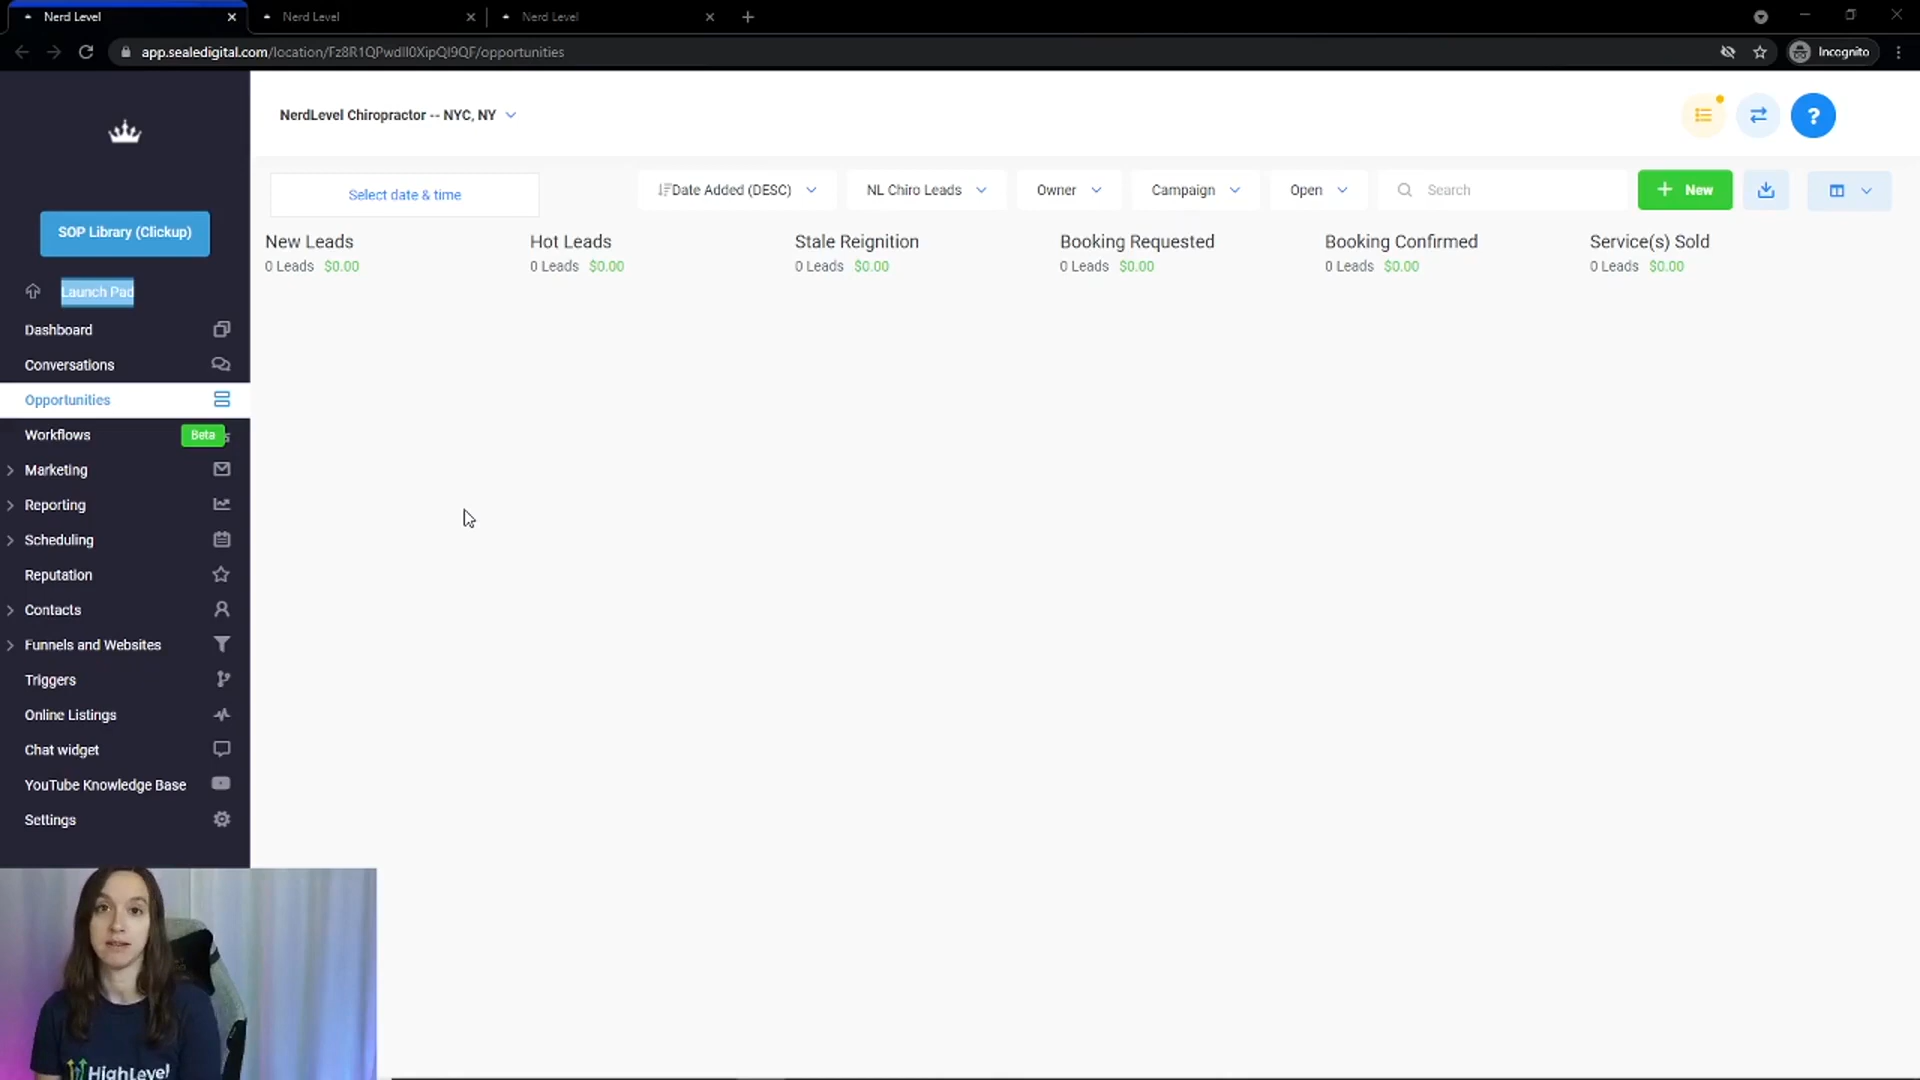 Nerd Level
Nerd Level
Nerd Level
app.sealedigital.com/location/Fz8R1QPwdII0XipQI9QF/opportunities
Incognito
NerdLevel Chiropractor -- NYC, NY
?
Select date & time
Date Added (DESC)
NL Chiro Leads
Owner
Campaign
Open
Search
+ New
SOP Library (Clickup)
Launch Pad
Dashboard
Conversations
Opportunities
Workflows
Beta
Marketing
Reporting
Scheduling
Reputation
Contacts
Funnels and Websites
Triggers
Online Listings
Chat widget
YouTube Knowledge Base
Settings
New Leads
0 Leads $0.00
Hot Leads
0 Leads $0.00
Stale Reignition
0 Leads $0.00
Booking Requested
0 Leads $0.00
Booking Confirmed
0 Leads $0.00
Service(s) Sold
0 Leads $0.00
HighLevel